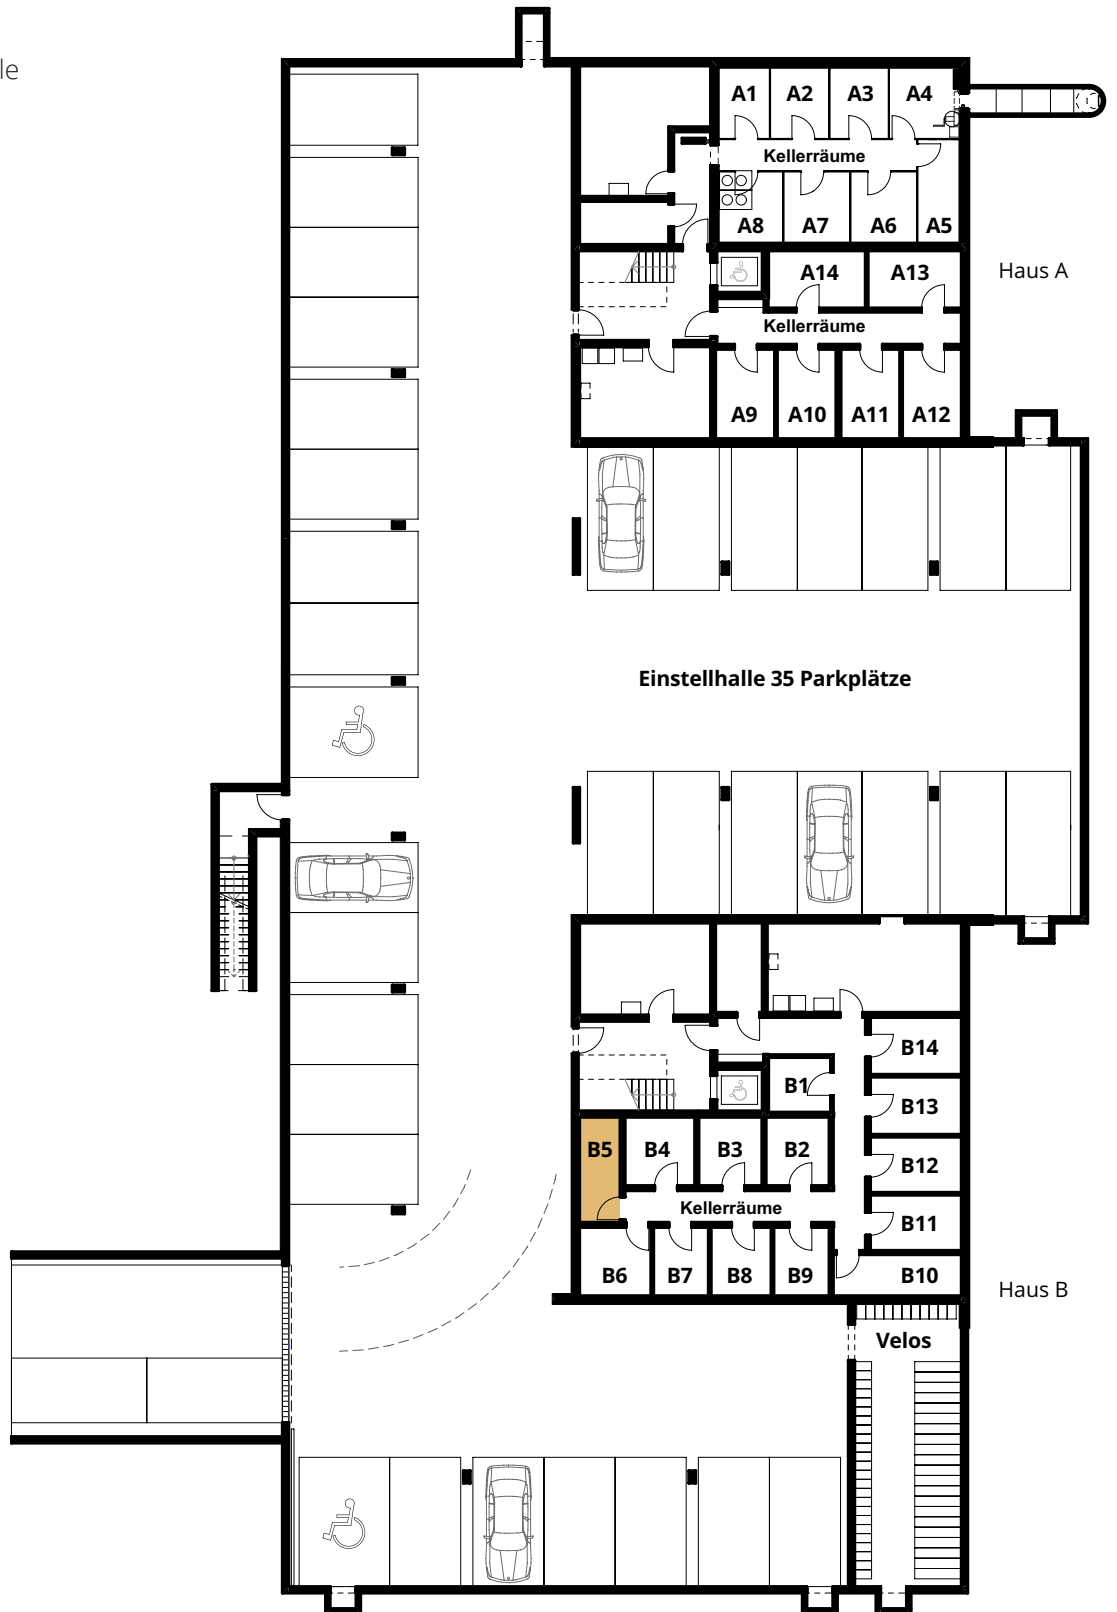 le
A1 A2 A3 A4
Kellerräume
A8 A7 A6 A5
A14 A13
Haus A
Kellerräume
A9 A10 A11 A12
Einstellhalle 35 Parkplätze
B14
B1
B13
B5 B4 B3 B2
B12
Kellerräume
B11
B6 B7 B8 B9 B10
Haus B
Velos